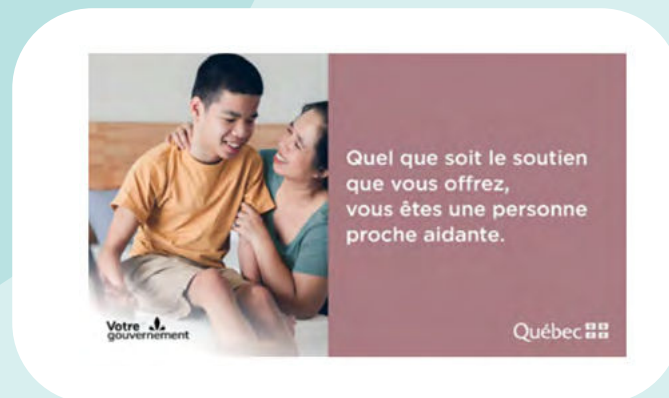 Quel que soit le soutien
que vous offrez,
vous êtes une personne
proche aidante.
Votre
gouvernement
Québec